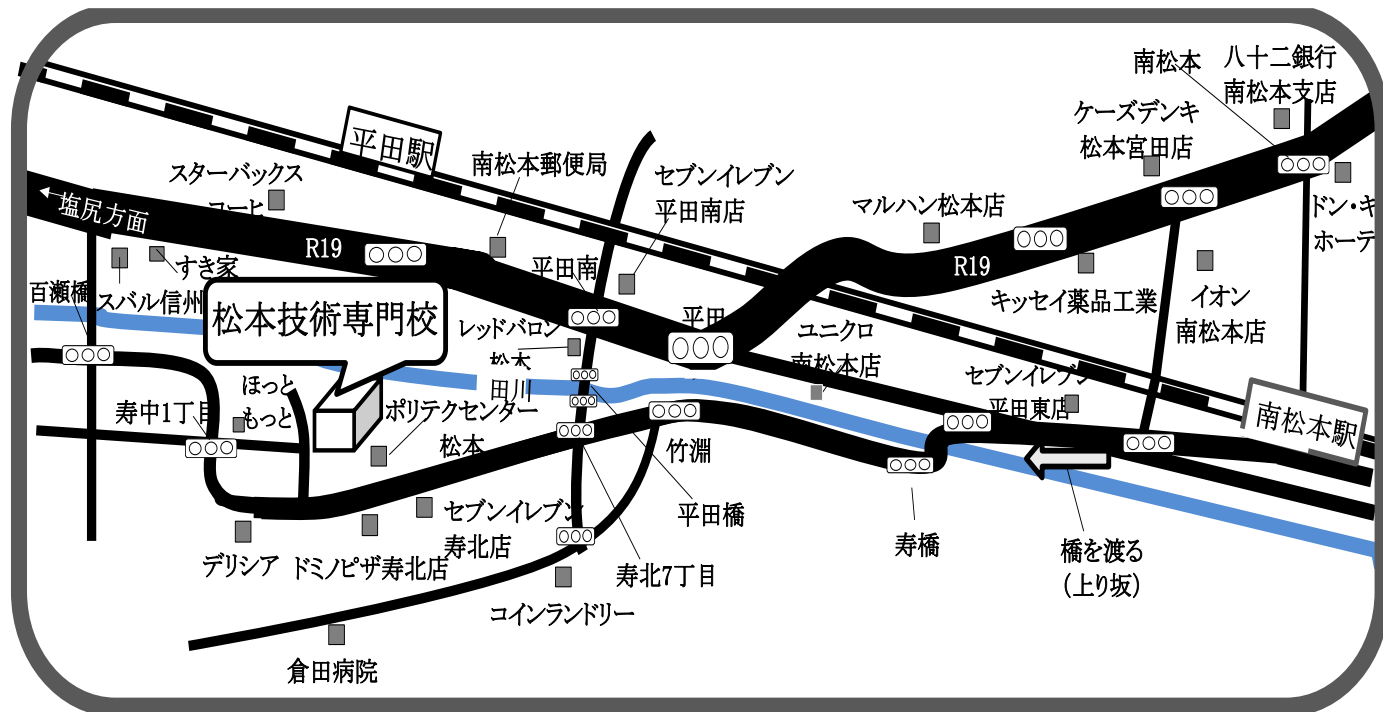 南松本
八十二銀行
南松本支店
ケーズデンキ
松本宮田店
ドン・キ
ホーテ
平田駅
南松本郵便局
セブンイレブン
平田南店
スターバックス
コーヒ
マルハン松本店
←塩尻方面
R19
R19
すき家
平田南
キッセイ薬品工業
イオン
南松本店
百瀬橋
スバル信州
松本技術専門校
レッドバロン
松本
平田
ユニクロ
南松本店
セブンイレブン
平田東店
南松本駅
田川
ほっと
もっと
寿中1丁目
ポリテクセンター
松本
竹淵
平田橋
セブンイレブン
寿北店
寿橋
橋を渡る
(上り坂)
デリシア
ドミノピザ寿北店
寿北7丁目
コインランドリー
倉田病院